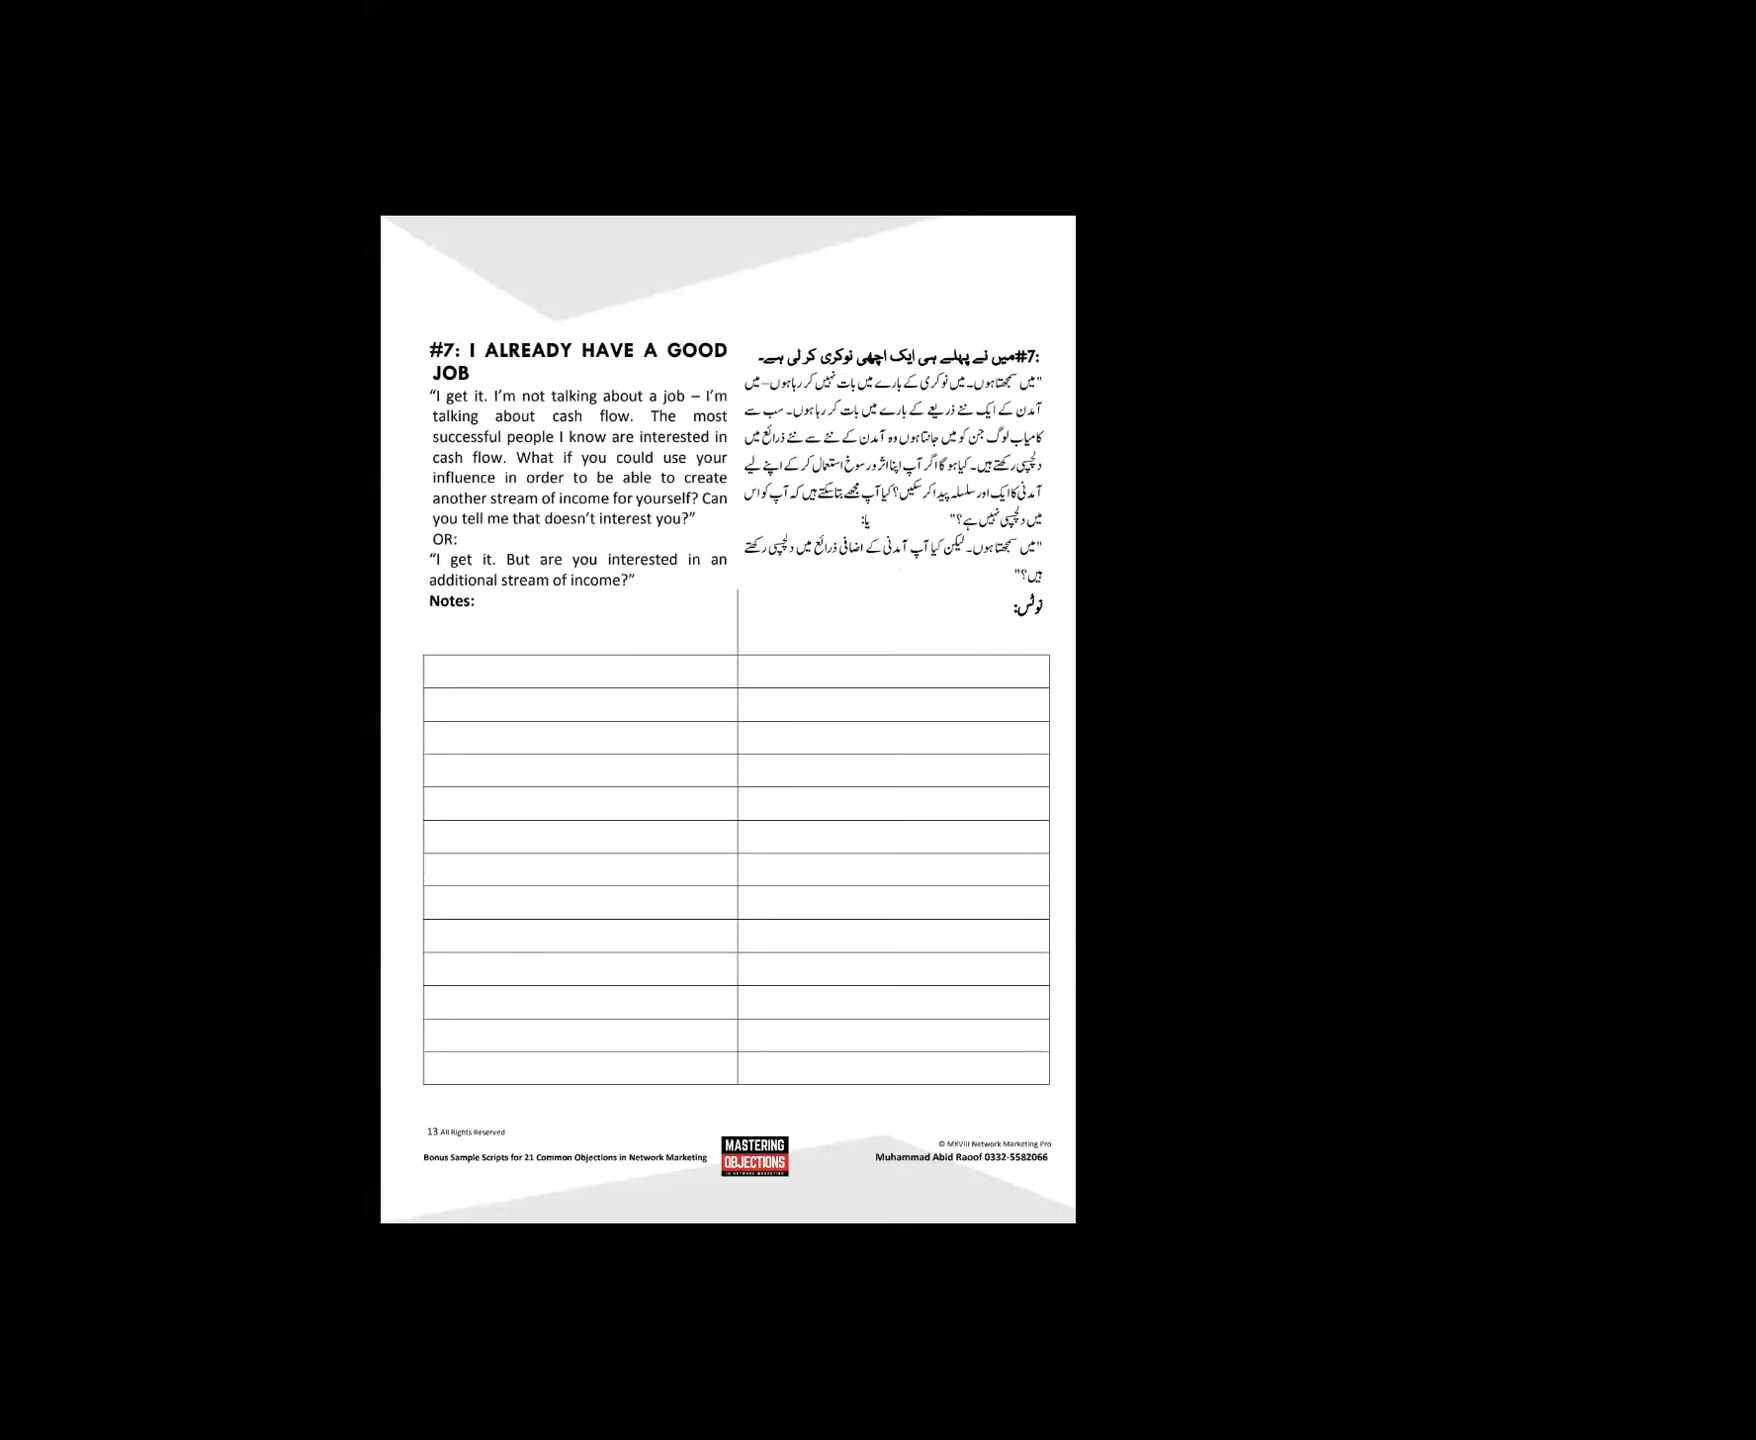 #7: I ALREADY HAVE A GOOD
JOB
“I get it. I’m not talking about a job – I’m
talking about cash flow. The most
successful people I know are interested in
cash flow. What if you could use your
influence in order to be able to create
another stream of income for yourself? Can
you tell me that doesn’t interest you?”
OR:
“I get it. But are you interested in an
additional stream of income?”
Notes:
#7:میں نے پہلے ہی ایک اچھی نوکری کر لی ہے۔
"میں سمجھتا ہوں۔ میں نوکری کے بارے میں بات نہیں کر رہا ہوں – میں
آمدن کے ایک نئے ذریعے کے بارے میں بات کر رہا ہوں۔ سب سے
کامیاب لوگ جن کو میں جانتا ہوں وہ آمدن کے نئے سے نئے ذرائع میں
دلچسپی رکھتے ہیں۔ کیا ہو گا اگر آپ اپنا اثر ورسوخ استعمال کر کے اپنے لیے
آمدنی کا ایک اور سلسلہ پیدا کر سکیں؟ کیا آپ مجھے بتا سکتے ہیں کہ آپ کو اس
میں دلچسپی نہیں ہے؟" یا:
"میں سمجھتا ہوں۔ لیکن کیا آپ آمدنی کے اضافی ذرائع میں دلچسپی رکھتے
ہیں؟"
نوٹس:
13 All Rights Reserved
© MXVIII Network Marketing Pro
Bonus Sample Scripts for 21 Common Objections in Network Marketing
MASTERING
OBJECTIONS
IN NETWORK MARKETING
Muhammad Abid Raoof 0332-5582066